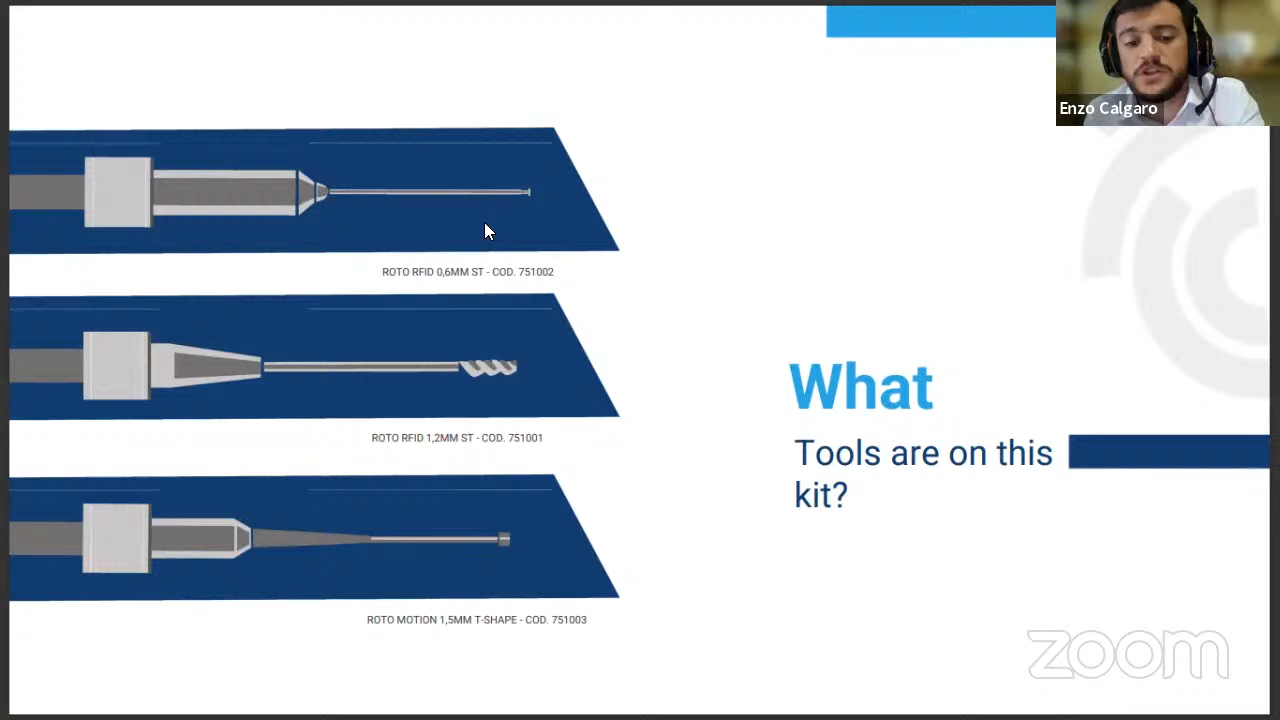 Enzo Calgaro
ROTO RFID 0,6MM ST - COD. 751002
ROTO RFID 1,2MM ST - COD. 751001
ROTO MOTION 1,5MM T-SHAPE - COD. 751003
What
Tools are on this
kit?
zoom